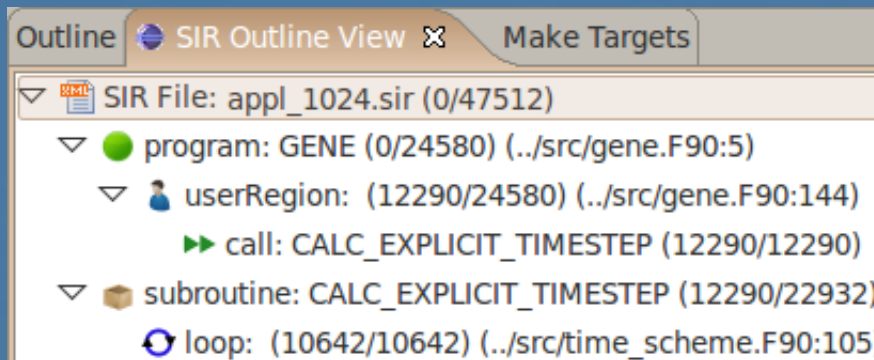 Outline SIR Outline View Make Targets
SIR File: appl_1024.sir (0/47512)
program: GENE (0/24580) (../src/gene.F90:5)
userRegion: (12290/24580) (../src/gene.F90:144)
call: CALC_EXPLICIT_TIMESTEP (12290/12290)
subroutine: CALC_EXPLICIT_TIMESTEP (12290/22932)
loop: (10642/10642) (../src/time_scheme.F90:105